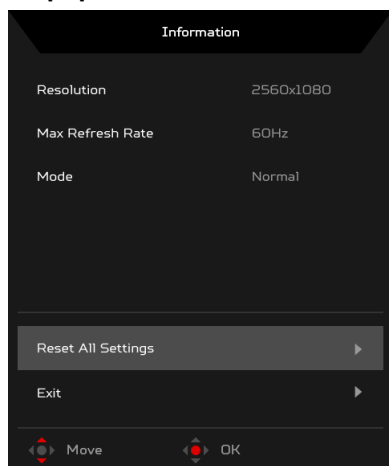 Information
Resolution 2560x1080
Max Refresh Rate 60Hz
Mode Normal
Reset All Settings
Exit
Move OK